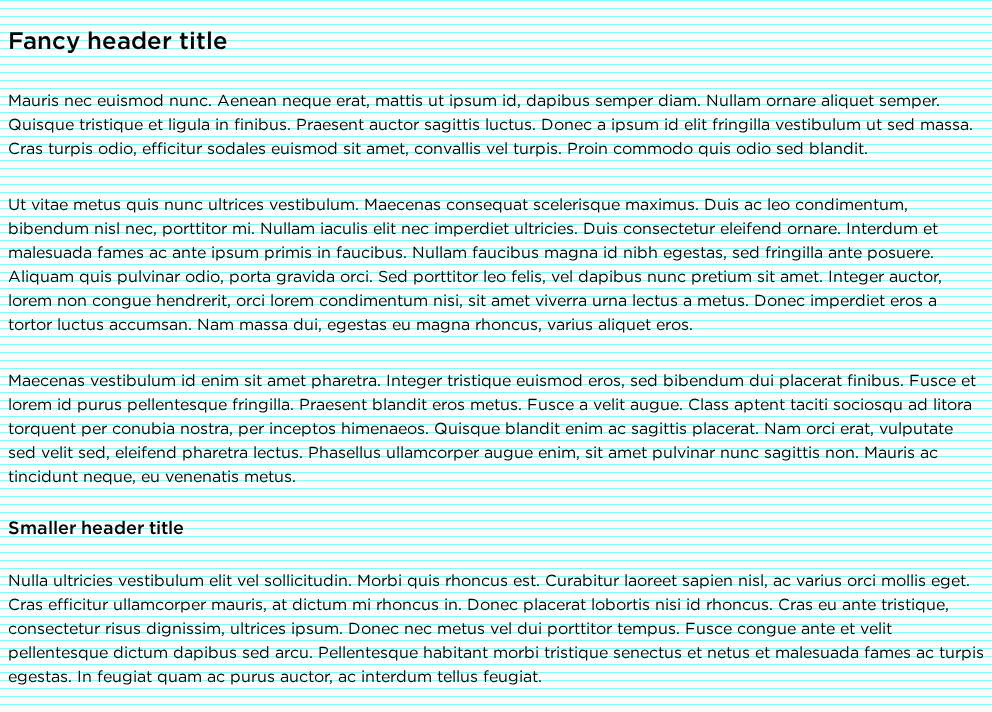 Fancy header title
Mauris nec euismod nunc. Aenean neque erat, mattis ut ipsum id, dapibus semper diam. Nullam ornare aliquet semper.
Quisque tristique et ligula in finibus. Praesent auctor sagittis luctus. Donec a ipsum id elit fringilla vestibulum ut sed massa.
Cras turpis odio, efficitur sodales euismod sit amet, convallis vel turpis. Proin commodo quis odio sed blandit.
Ut vitae metus quis nunc ultrices vestibulum. Maecenas consequat scelerisque maximus. Duis ac leo condimentum,
bibendum nisl nec, porttitor mi. Nullam iaculis elit nec imperdiet ultricies. Duis consectetur eleifend ornare. Interdum et
malesuada fames ac ante ipsum primis in faucibus. Nullam faucibus magna id nibh egestas, sed fringilla ante posuere.
Aliquam quis pulvinar odio, porta gravida orci. Sed porttitor leo felis, vel dapibus nunc pretium sit amet. Integer auctor,
lorem non congue hendrerit, orci lorem condimentum nisi, sit amet viverra urna lectus a metus. Donec imperdiet eros a
tortor luctus accumsan. Nam massa dui, egestas eu magna rhoncus, varius aliquet eros.
Maecenas vestibulum id enim sit amet pharetra. Integer tristique euismod eros, sed bibendum dui placerat finibus. Fusce et
lorem id purus pellentesque fringilla. Praesent blandit eros metus. Fusce a velit augue. Class aptent taciti sociosqu ad litora
torquent per conubia nostra, per inceptos himenaeos. Quisque blandit enim ac sagittis placerat. Nam orci erat, vulputate
sed velit sed, eleifend pharetra lectus. Phasellus ullamcorper augue enim, sit amet pulvinar nunc sagittis non. Mauris ac
tincidunt neque, eu venenatis metus.
Smaller header title
Nulla ultricies vestibulum elit vel sollicitudin. Morbi quis rhoncus est. Curabitur laoreet sapien nisl, ac varius orci mollis eget.
Cras efficitur ullamcorper mauris, at dictum mi rhoncus in. Donec placerat lobortis nisi id rhoncus. Cras eu ante tristique,
consectetur risus dignissim, ultrices ipsum. Donec nec metus vel dui porttitor tempus. Fusce congue ante et velit
pellentesque dictum dapibus sed arcu. Pellentesque habitant morbi tristique senectus et netus et malesuada fames ac turpis
egestas. In feugiat quam ac purus auctor, ac interdum tellus feugiat.